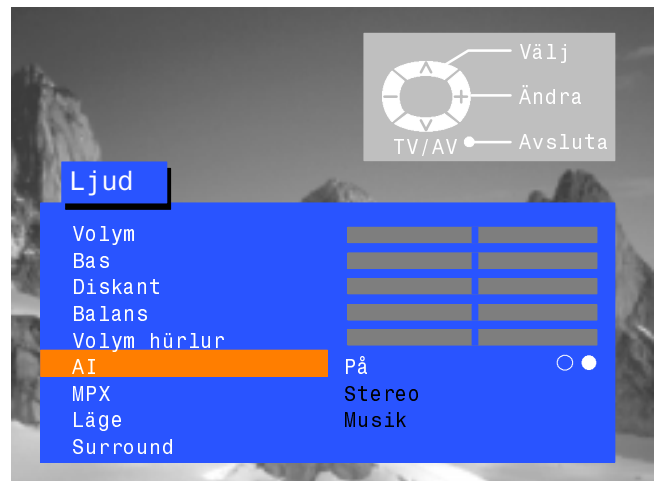 Välj
Ändra
TV/AV Avsluta
Ljud
Volym
Bas
Diskant
Balans
Volym hürlur
AI På
MPX Stereo
Läge Musik
Surround